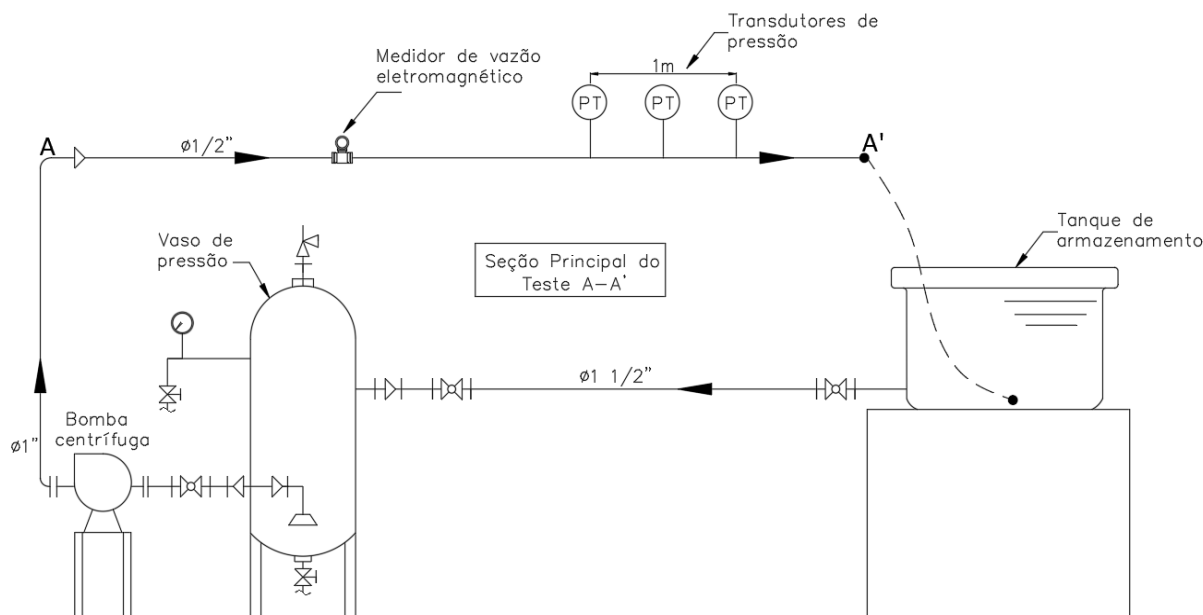 Transdutores de
pressão
Medidor de vazão
eletromagnético
1m
PT
PT
PT
A
ø1/2"
A'
Vaso de
pressão
Seção Principal do
Teste A-A'
Tanque de
armazenamento
ø1 1/2"
Bomba
centrífuga
ø1"